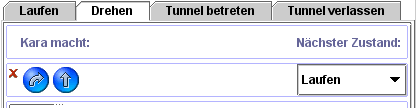 Laufen Drehen Tunnel betreten Tunnel verlassen
Kara macht: Nächster Zustand:
Laufen